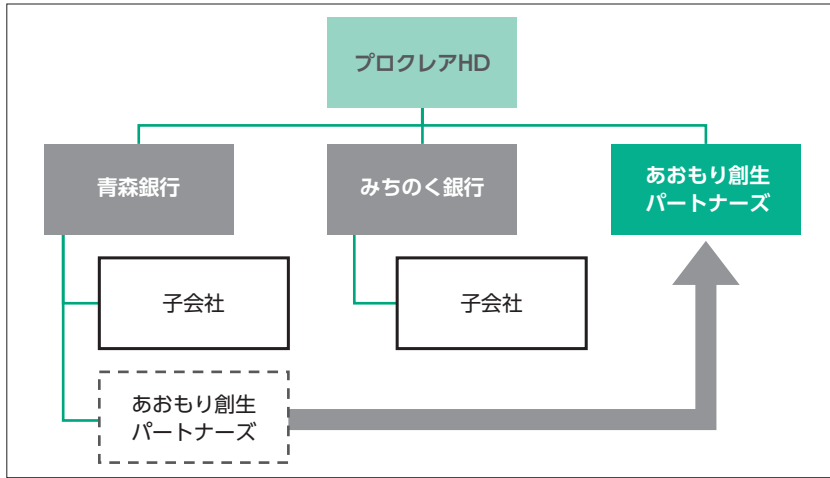 プロクレアHD
青森銀行
みちのく銀行
あおもり創生
パートナーズ
子会社
子会社
あおもり創生
パートナーズ